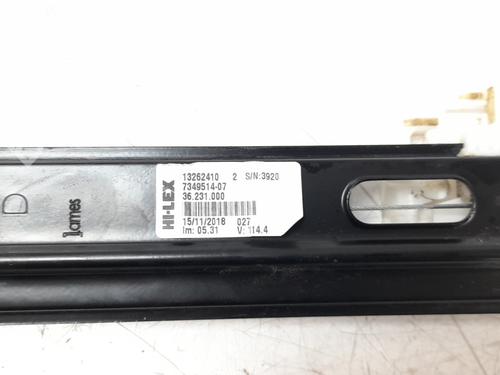 HI-LEX
13262410 2 S/N:3920
7349514-07
36.231.000
15/11/2018 027
Im: 05.31 V: 114.4
D
James